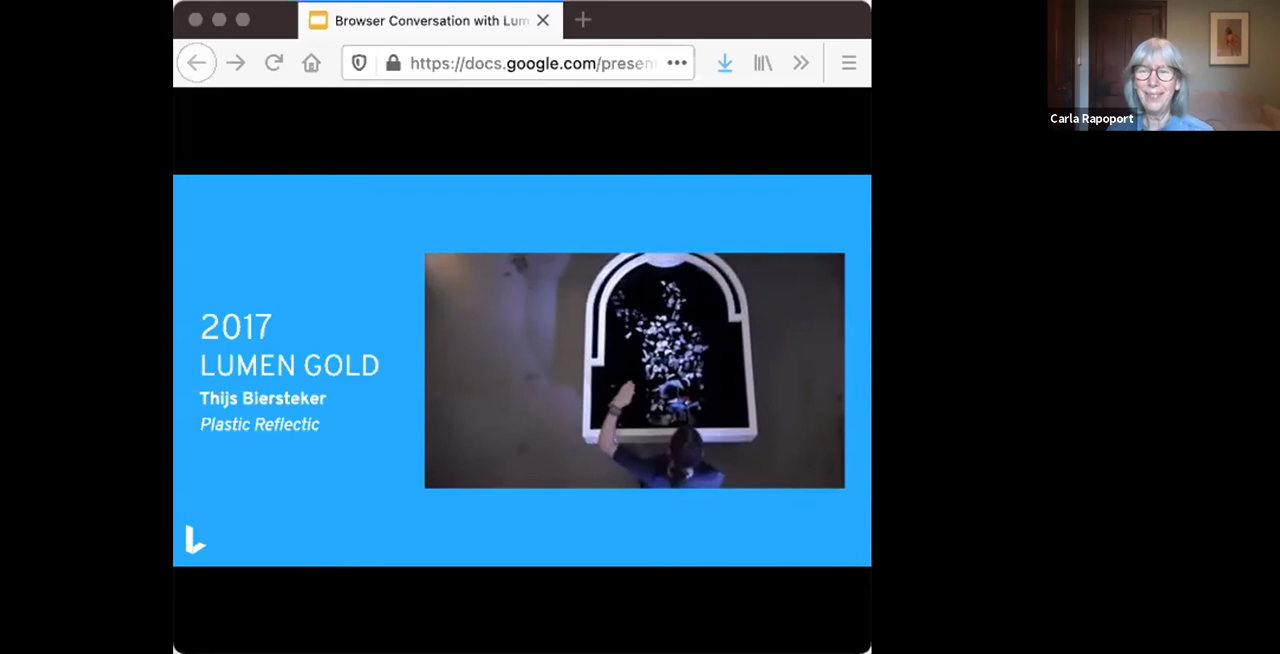 Browser Conversation with Lum
https://docs.google.com/presen
Carla Rapoport
2017
LUMEN GOLD
Thijs Biersteker
Plastic Reflectic